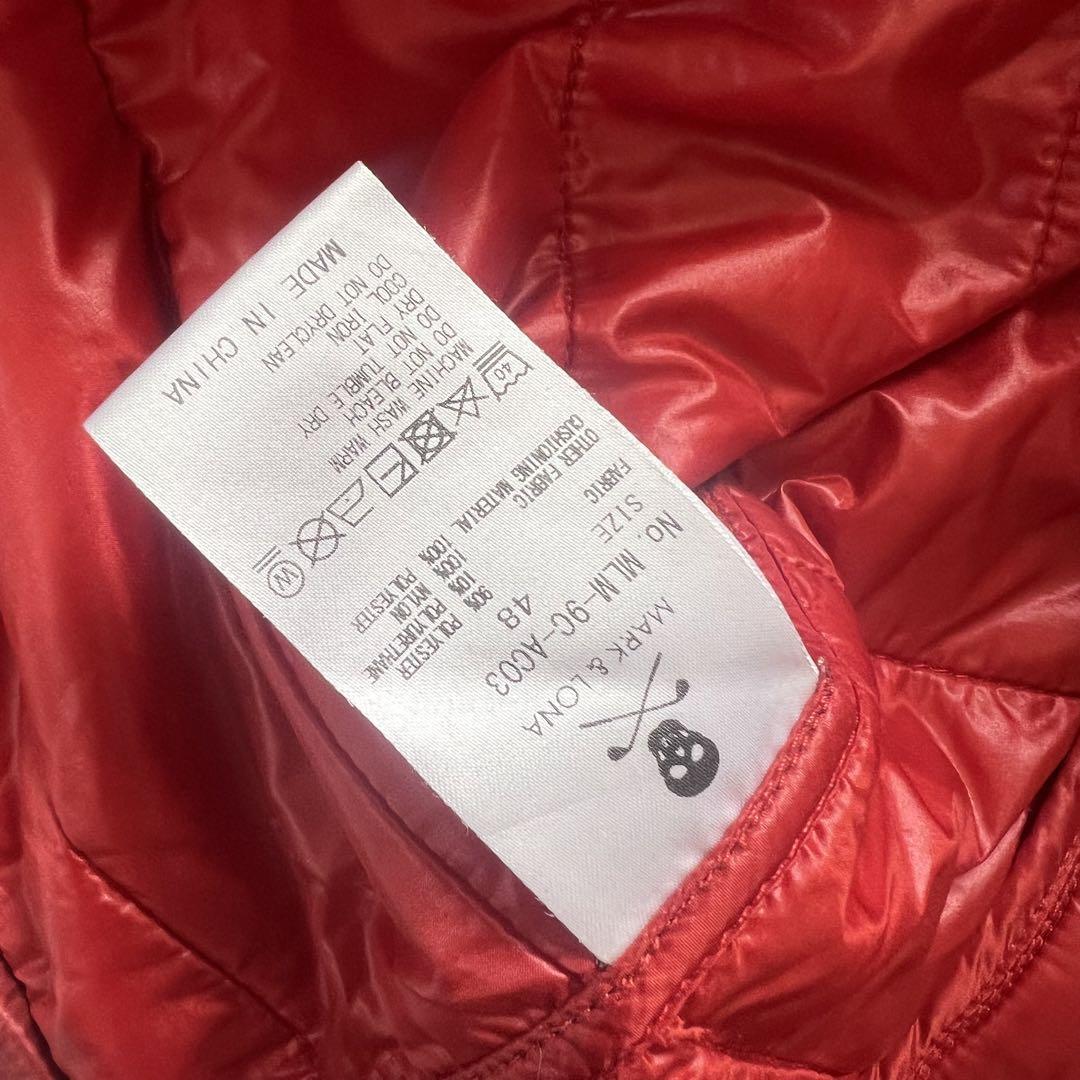 MARK & LONA
No. MLM-9C-AC03
SIZE 48
FABRIC 90% POLYESTER
10% POLYURETHANE
OTHER FABRIC 100% NYLON
CUSHIONING MATERIAL 100% POLYESTER
40
W
MACHINE WASH WARM
DO NOT BLEACH
DO NOT TUMBLE DRY
DRY FLAT
COOL IRON
DO NOT DRYCLEAN
MADE IN CHINA